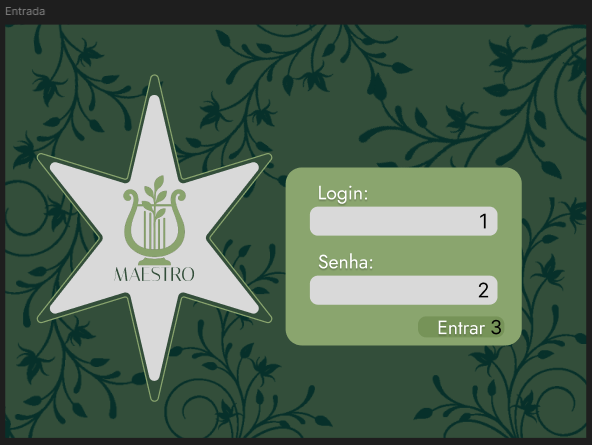 Entrada
MAESTRO
Login:
1
Senha:
2
Entrar 3